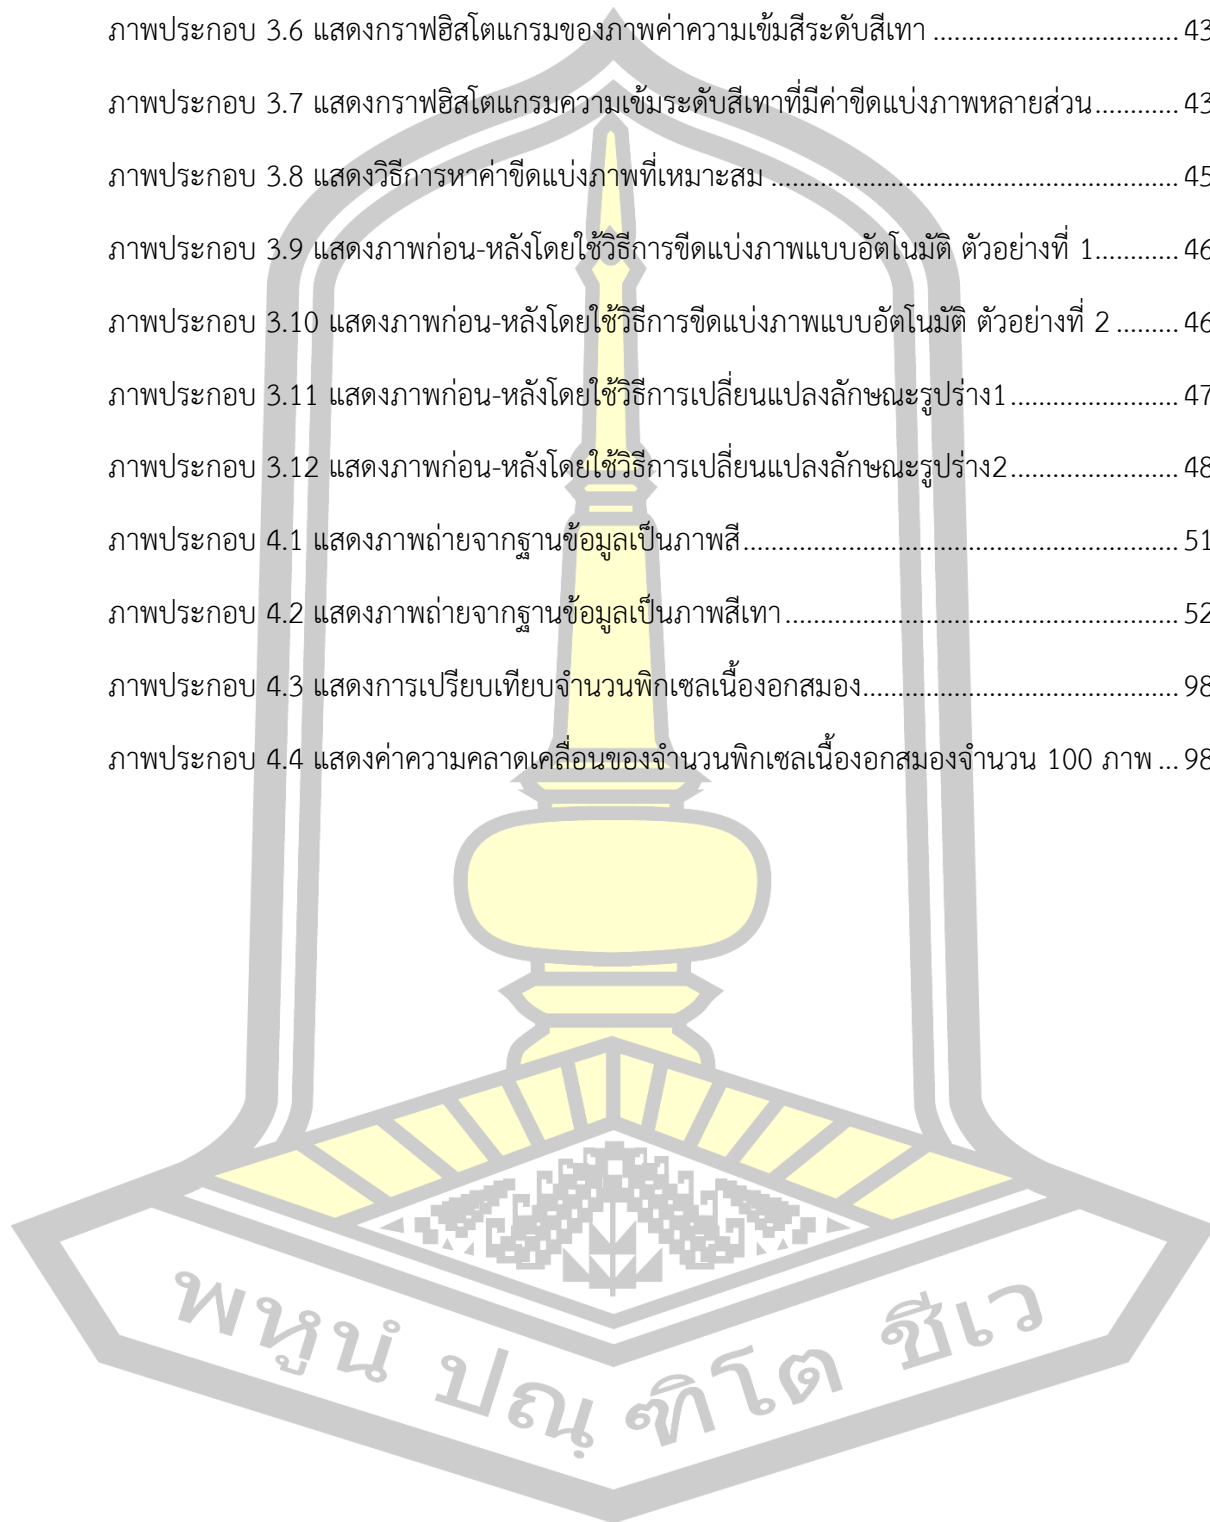 ภาพประกอบ 3.6 แสดงกราฟฮิสโตแกรมของภาพค่าความเข้มสีระดับสีเทา .................................. 43
ภาพประกอบ 3.7 แสดงกราฟฮิสโตแกรมความเข้มระดับสีเทาที่มีค่าขีดแบ่งภาพหลายส่วน............ 43
ภาพประกอบ 3.8 แสดงวิธีการหาค่าขีดแบ่งภาพที่เหมาะสม ......................................................... 45
ภาพประกอบ 3.9 แสดงภาพก่อน-หลังโดยใช้วิธีการขีดแบ่งภาพแบบอัตโนมัติ ตัวอย่างที่ 1............ 46
ภาพประกอบ 3.10 แสดงภาพก่อน-หลังโดยใช้วิธีการขีดแบ่งภาพแบบอัตโนมัติ ตัวอย่างที่ 2 ......... 46
ภาพประกอบ 3.11 แสดงภาพก่อน-หลังโดยใช้วิธีการเปลี่ยนแปลงลักษณะรูปร่าง1........................ 47
ภาพประกอบ 3.12 แสดงภาพก่อน-หลังโดยใช้วิธีการเปลี่ยนแปลงลักษณะรูปร่าง2........................ 48
ภาพประกอบ 4.1 แสดงภาพถ่ายจากฐานข้อมูลเป็นภาพสี............................................................. 51
ภาพประกอบ 4.2 แสดงภาพถ่ายจากฐานข้อมูลเป็นภาพสีเทา....................................................... 52
ภาพประกอบ 4.3 แสดงการเปรียบเทียบจำนวนพิกเซลเนื้องอกสมอง............................................ 98
ภาพประกอบ 4.4 แสดงค่าความคลาดเคลื่อนของจำนวนพิกเซลเนื้องอกสมองจำนวน 100 ภาพ ... 98
พหูนํ ปณฺฑิโต ชีเว